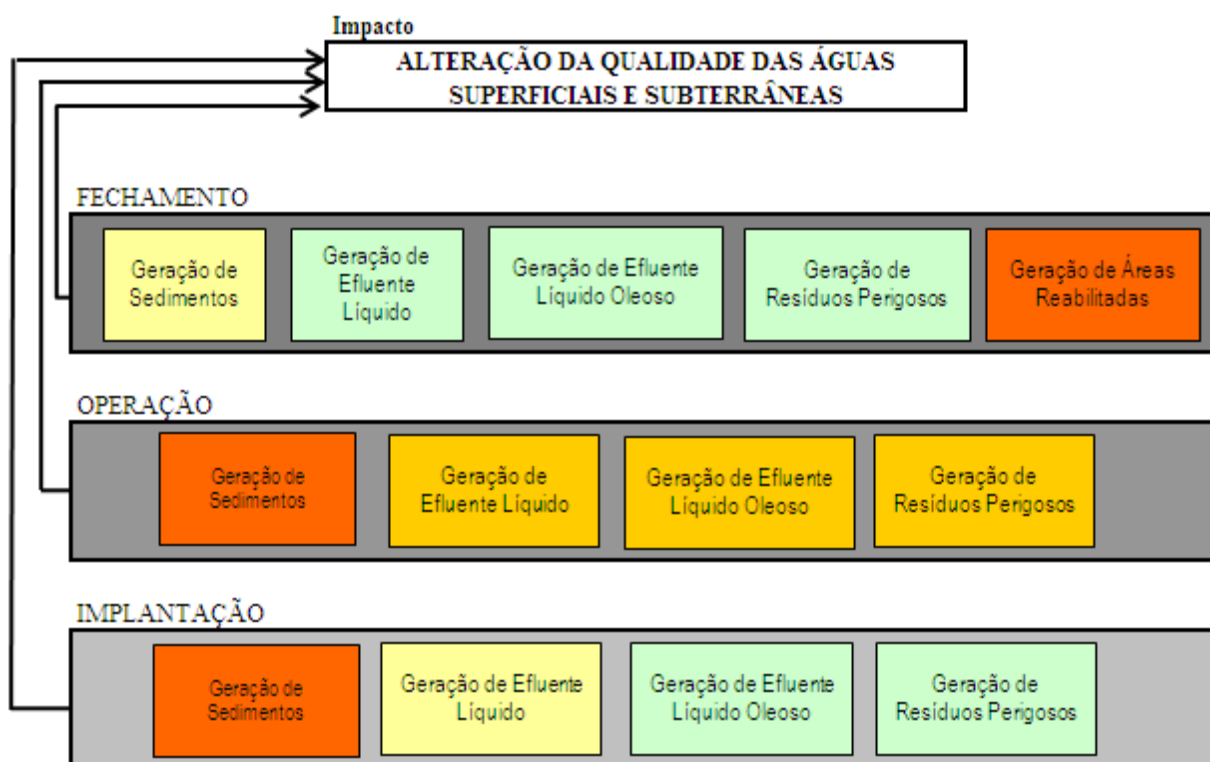 Impacto
ALTERAÇÃO DA QUALIDADE DAS ÁGUAS
SUPERFICIAIS E SUBTERRÂNEAS
FECHAMENTO
Geração de
Sedimentos
Geração de
Efluente
Líquido
Geração de Efluente
Líquido Oleoso
Geração de
Resíduos Perigosos
Geração de Áreas
Reabilitadas
OPERAÇÃO
Geração de
Sedimentos
Geração de
Efluente Líquido
Geração de Efluente
Líquido Oleoso
Geração de
Resíduos Perigosos
IMPLANTAÇÃO
Geração de
Sedimentos
Geração de Efluente
Líquido
Geração de Efluente
Líquido Oleoso
Geração de
Resíduos Perigosos